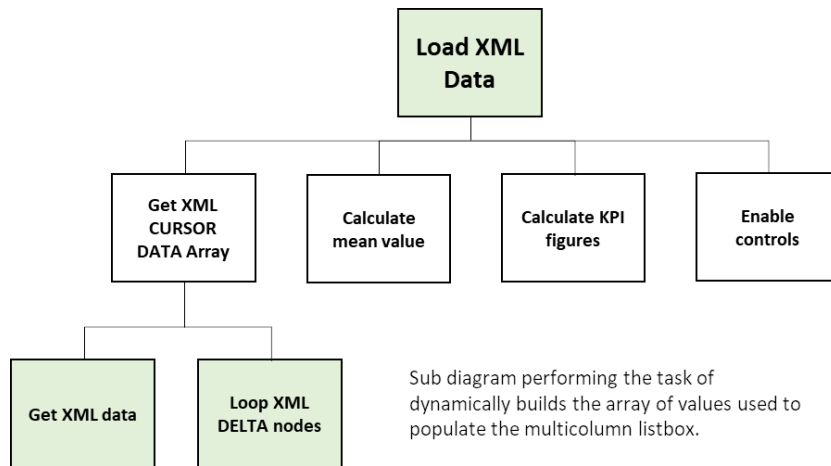 Load XML
Data
Get XML
CURSOR
DATA Array
Calculate
mean value
Calculate KPI
figures
Enable
controls
Get XML data
Loop XML
DELTA nodes
Sub diagram performing the task of
dynamically builds the array of values used to
populate the multicolumn listbox.